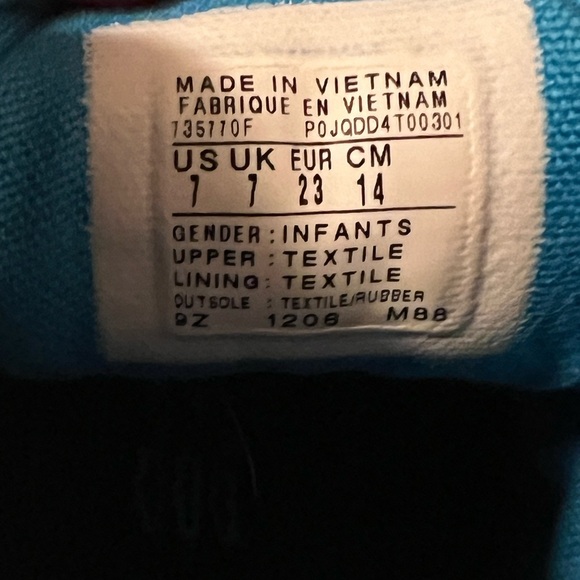 MADE IN VIETNAM
FABRIQUE EN VIETNAM
735770F P0JQDD4T00301
US UK EUR CM
7 7 23 14
GENDER : INFANTS
UPPER : TEXTILE
LINING : TEXTILE
OUTSOLE : TEXTILE/RUBBER
9Z 1206 M88